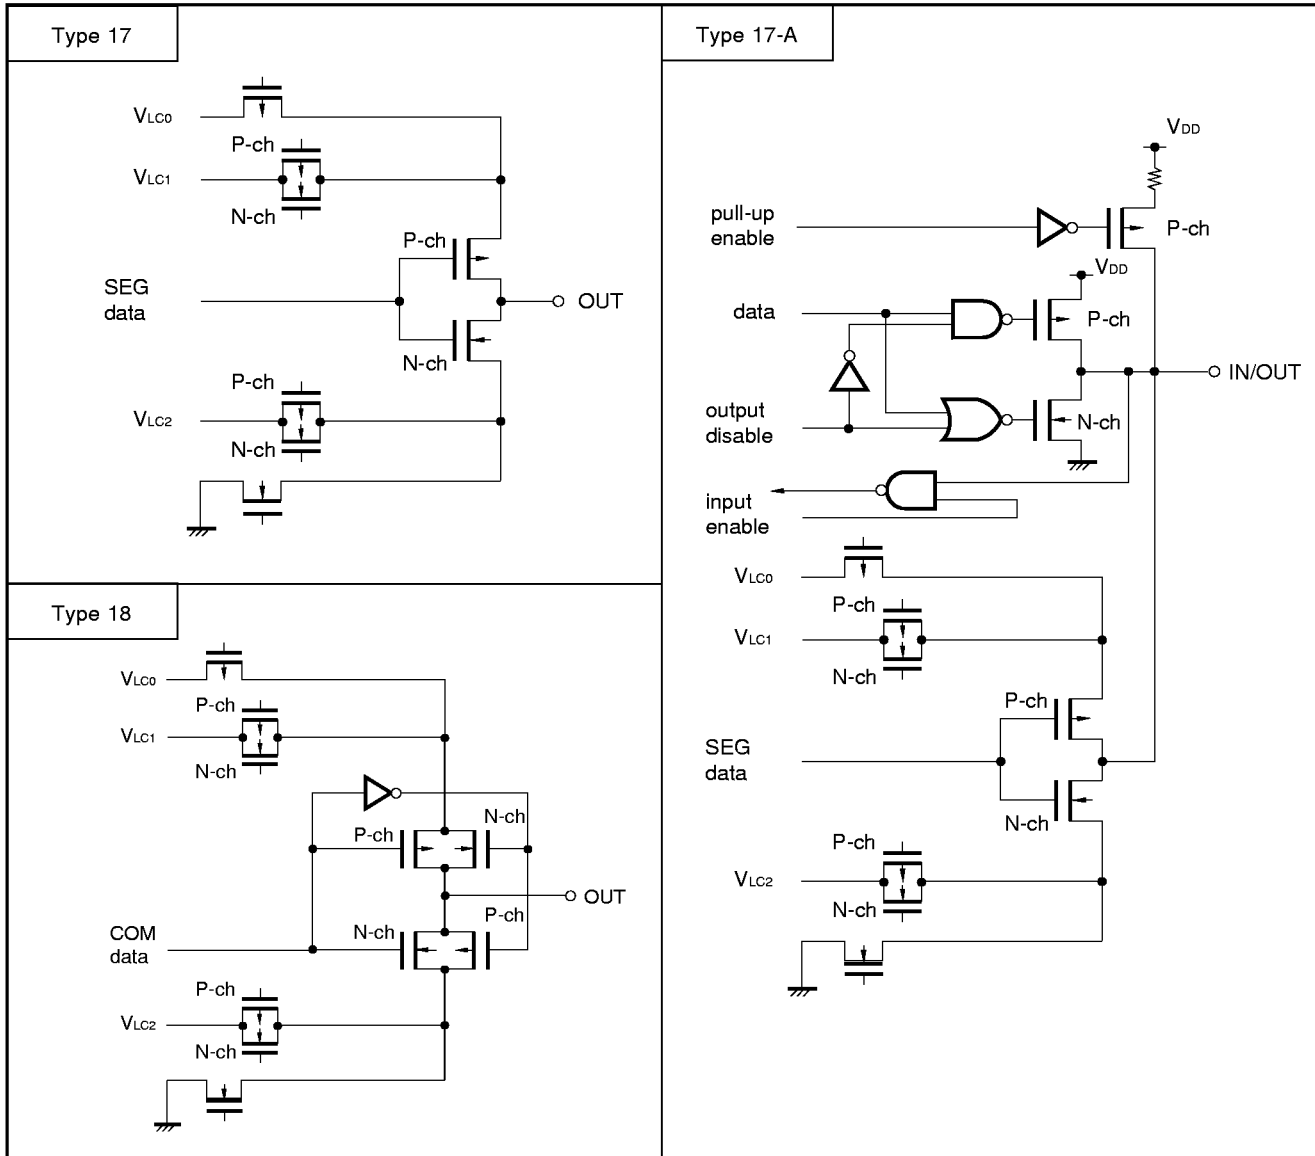 Type 17
VLC0
P-ch
VLC1
N-ch
P-ch
SEG
data
OUT
N-ch
P-ch
VLC2
N-ch
Type 18
VLC0
P-ch
VLC1
N-ch
N-ch
P-ch
OUT
P-ch
N-ch
COM
data
P-ch
VLC2
N-ch
Type 17-A
VDD
pull-up
enable
P-ch
VDD
data
P-ch
IN/OUT
output
disable
N-ch
input
enable
VLC0
P-ch
VLC1
N-ch
P-ch
SEG
data
N-ch
P-ch
VLC2
N-ch